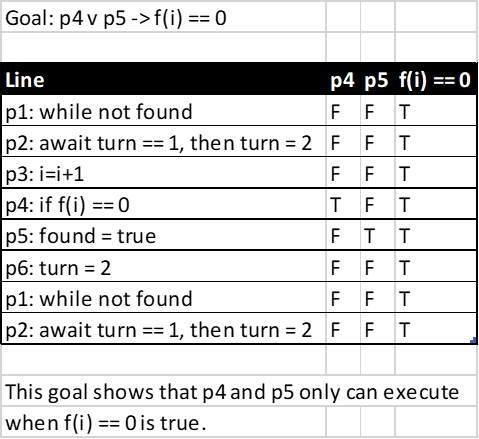 Goal: p4 v p5 -> f(i) == 0
Line p4 p5 f(i) == 0
p1: while not found F F T
p2: await turn == 1, then turn = 2 F F T
p3: i=i+1 F F T
p4: if f(i) == 0 T F T
p5: found = true F T T
p6: turn = 2 F F T
p1: while not found F F T
p2: await turn == 1, then turn = 2 F F T
This goal shows that p4 and p5 only can execute
when f(i) == 0 is true.